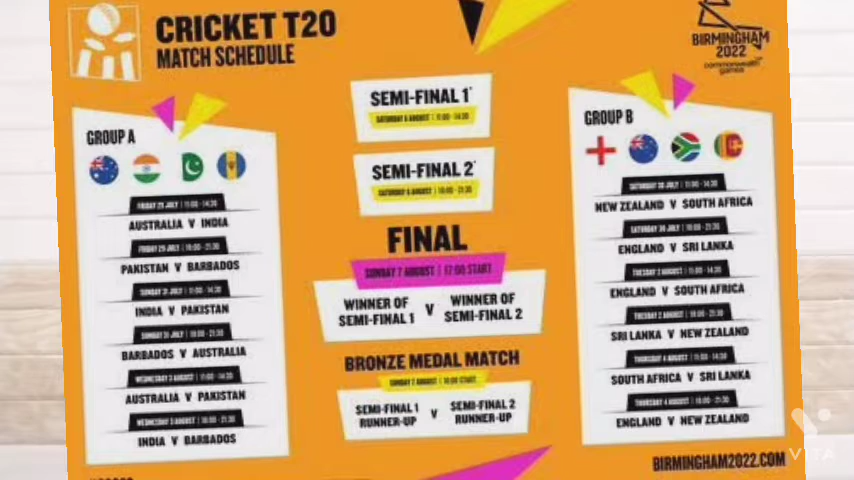 CRICKET T20
MATCH SCHEDULE
BIRMINGHAM
2022
commonwealth
games
GROUP A
FRIDAY 29 JULY | 11:00 - 14:30
AUSTRALIA V INDIA
FRIDAY 29 JULY | 18:00 - 21:30
PAKISTAN V BARBADOS
SUNDAY 31 JULY | 11:00 - 14:30
INDIA V PAKISTAN
SUNDAY 31 JULY | 18:00 - 21:30
BARBADOS V AUSTRALIA
WEDNESDAY 3 AUGUST | 11:00 - 14:30
AUSTRALIA V PAKISTAN
WEDNESDAY 3 AUGUST | 18:00 - 21:30
INDIA V BARBADOS
SEMI-FINAL 1*
SATURDAY 6 AUGUST | 11:00 - 14:30
SEMI-FINAL 2*
SATURDAY 6 AUGUST | 18:00 - 21:30
FINAL
SUNDAY 7 AUGUST | 17:00 START
WINNER OF SEMI-FINAL 1 V WINNER OF SEMI-FINAL 2
BRONZE MEDAL MATCH
SUNDAY 7 AUGUST | 10:00 START
SEMI-FINAL 1 RUNNER-UP V SEMI-FINAL 2 RUNNER-UP
GROUP B
SATURDAY 30 JULY | 11:00 - 14:30
NEW ZEALAND V SOUTH AFRICA
SATURDAY 30 JULY | 18:00 - 21:30
ENGLAND V SRI LANKA
TUESDAY 2 AUGUST | 11:00 - 14:30
ENGLAND V SOUTH AFRICA
TUESDAY 2 AUGUST | 18:00 - 21:30
SRI LANKA V NEW ZEALAND
THURSDAY 4 AUGUST | 11:00 - 14:30
SOUTH AFRICA V SRI LANKA
THURSDAY 4 AUGUST | 18:00 - 21:30
ENGLAND V NEW ZEALAND
BIRMINGHAM2022.COM
VITA